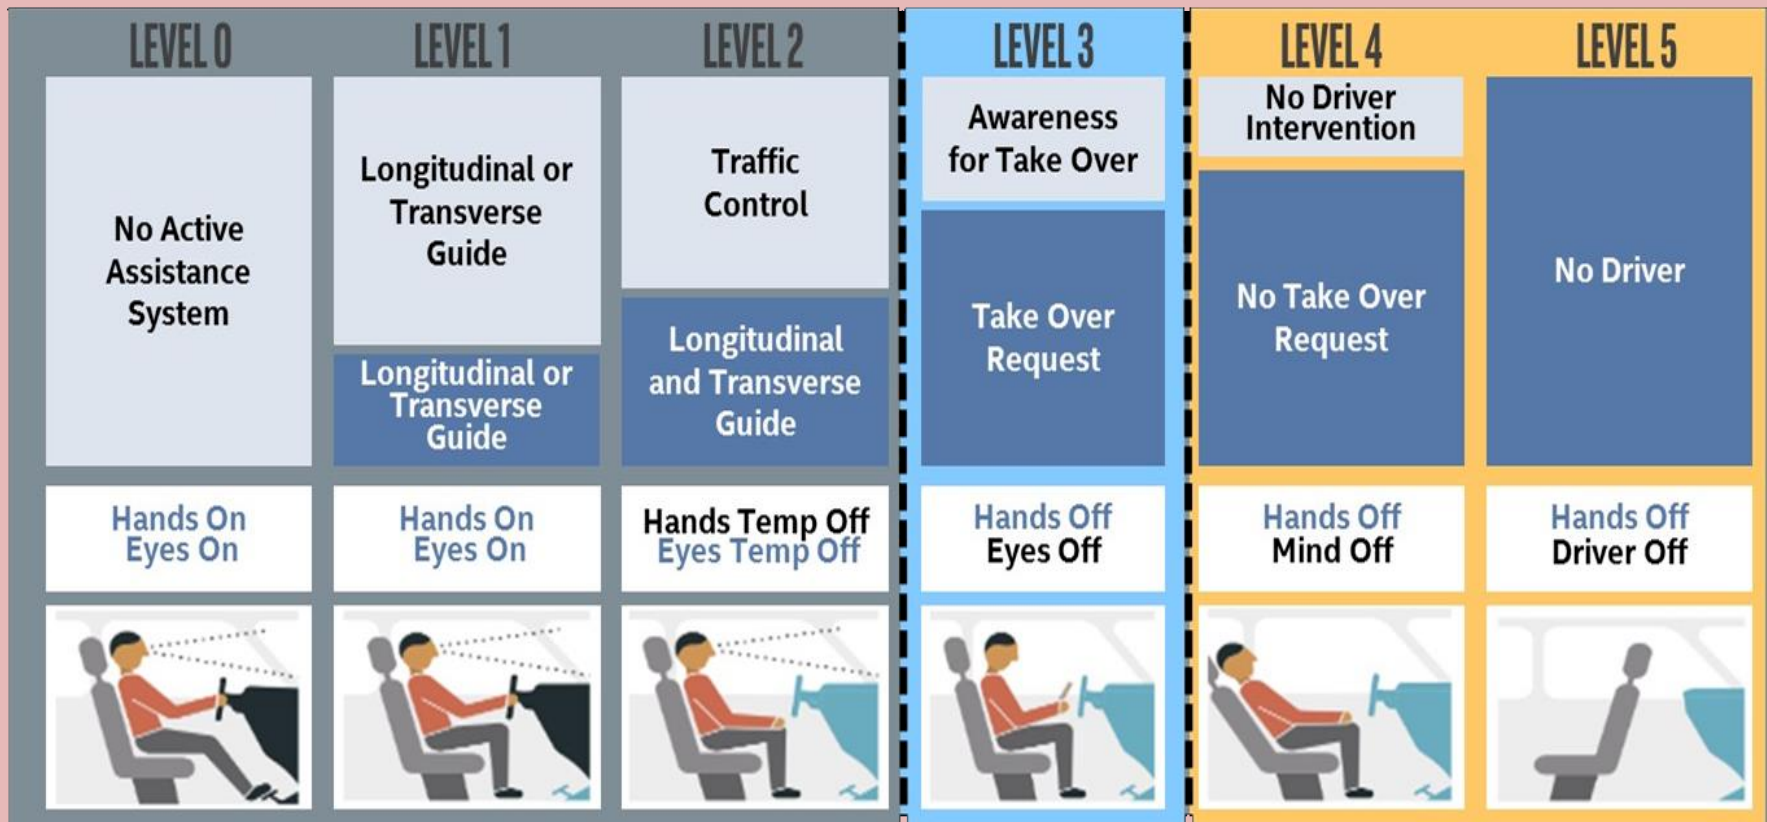 LEVEL 0
No Active
Assistance
System
Hands On
Eyes On
LEVEL 1
Longitudinal or
Transverse
Guide
Longitudinal or
Transverse
Guide
Hands On
Eyes On
LEVEL 2
Traffic
Control
Longitudinal
and Transverse
Guide
Hands Temp Off
Eyes Temp Off
LEVEL 3
Awareness
for Take Over
Take Over
Request
Hands Off
Eyes Off
LEVEL 4
No Driver
Intervention
No Take Over
Request
Hands Off
Mind Off
LEVEL 5
No Driver
Hands Off
Driver Off